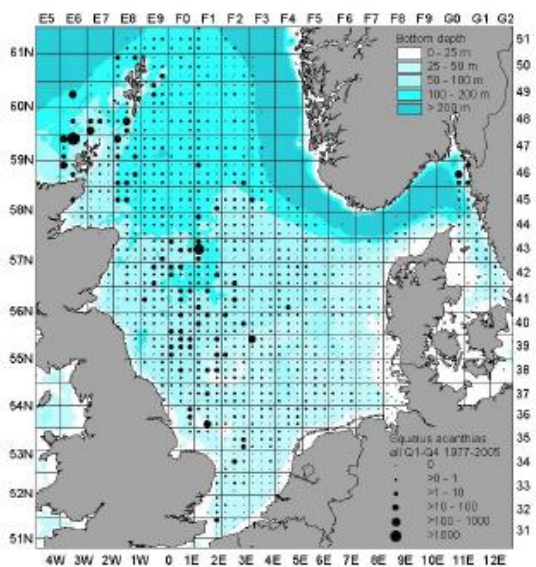 E5 E6 E7 E8 E9 F0 F1 F2 F3 F4 F5 F6 F7 F8 F9 G0 G1 G2
61N 51
Bottom depth
0 - 25 m
25 - 50 m
50 - 100 m
100 - 200 m
> 200 m
50
60N 49
48
59N 47
46
58N 45
44
57N 43
42
56N 41
40
55N 39
38
54N 37
36
53N 35
34
52N 33
32
51N 31
Squalus acanthias
all Q1-Q4 1977-2005
0
>0 - 1
>1 - 10
>10 - 100
>100 - 1000
>1000
4W 3W 2W 1W 0 1E 2E 3E 4E 5E 6E 7E 8E 9E 10E 11E 12E